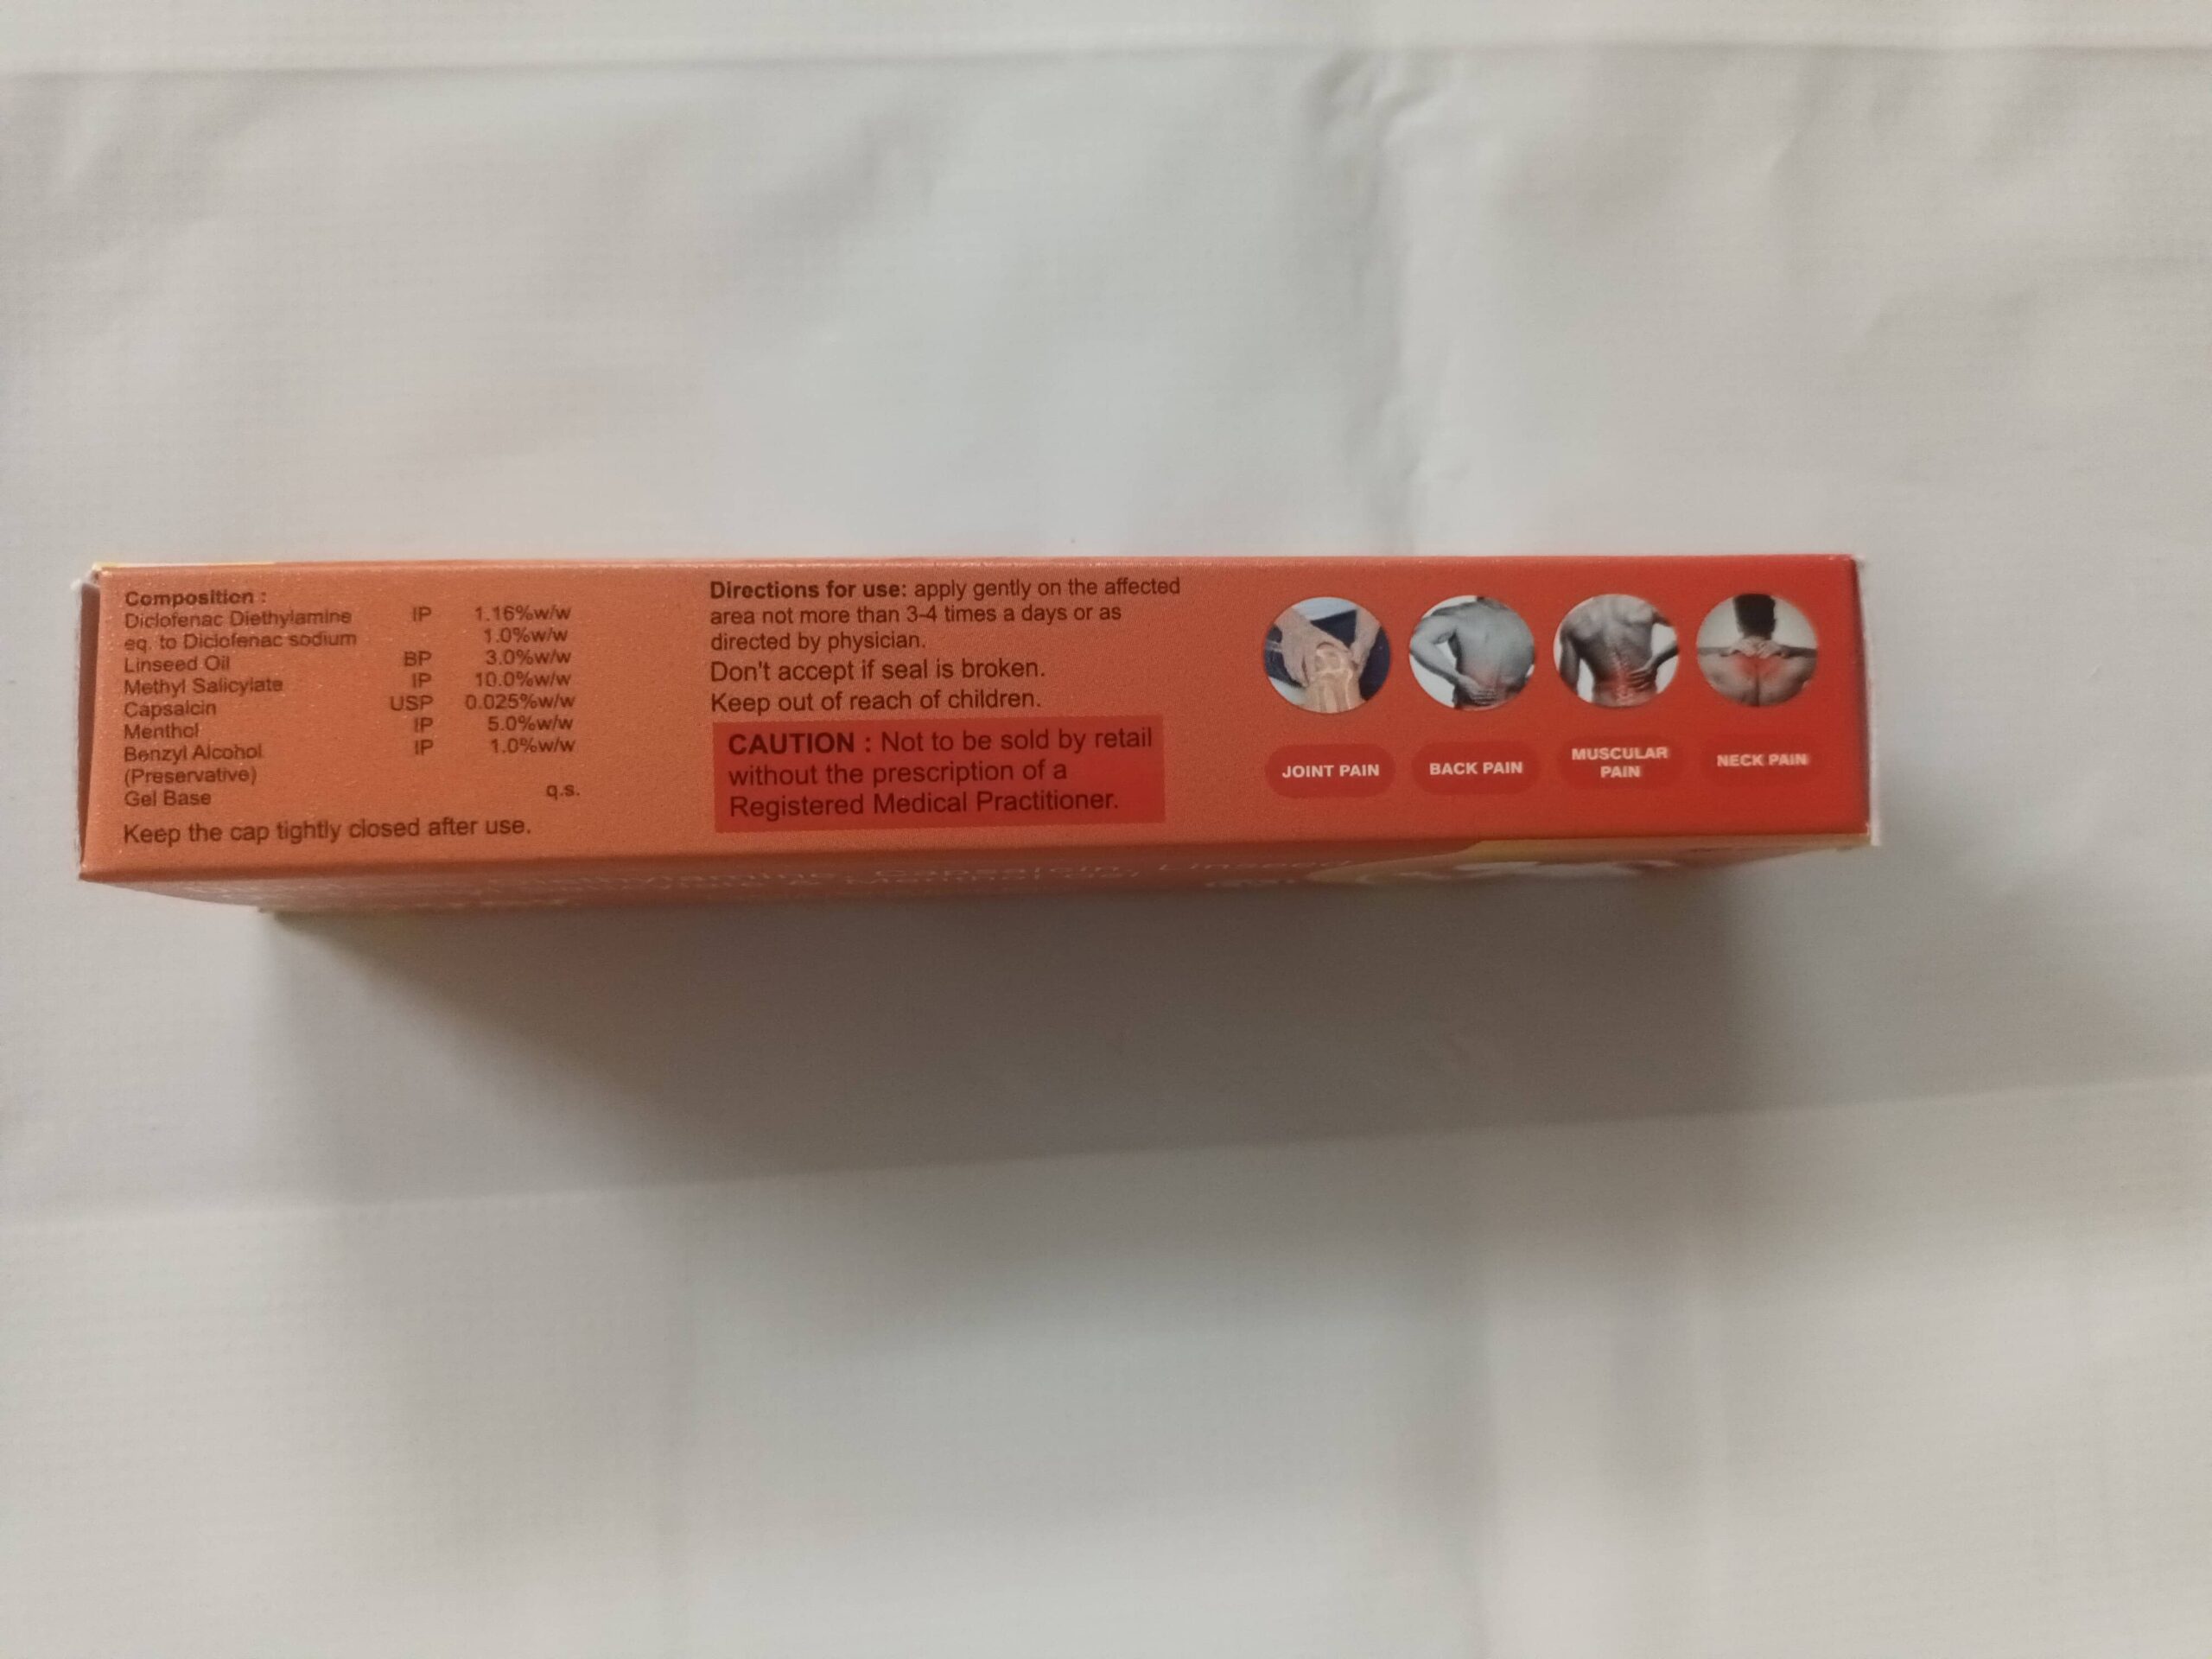 Composition :
Diclofenac Diethylamine IP 1.16%w/w
eq. to Diclofenac sodium 1.0%w/w
Linseed Oil BP 3.0%w/w
Methyl Salicylate IP 10.0%w/w
Capsaicin USP 0.025%w/w
Menthol IP 5.0%w/w
Benzyl Alcohol IP 1.0%w/w
(Preservative)
Gel Base q.s.
Keep the cap tightly closed after use.
Directions for use: apply gently on the affected
area not more than 3-4 times a days or as
directed by physician.
Don't accept if seal is broken.
Keep out of reach of children.
CAUTION : Not to be sold by retail
without the prescription of a
Registered Medical Practitioner.
JOINT PAIN
BACK PAIN
MUSCULAR
PAIN
NECK PAIN
Capsaicin, Linseed
& Menthol Gel